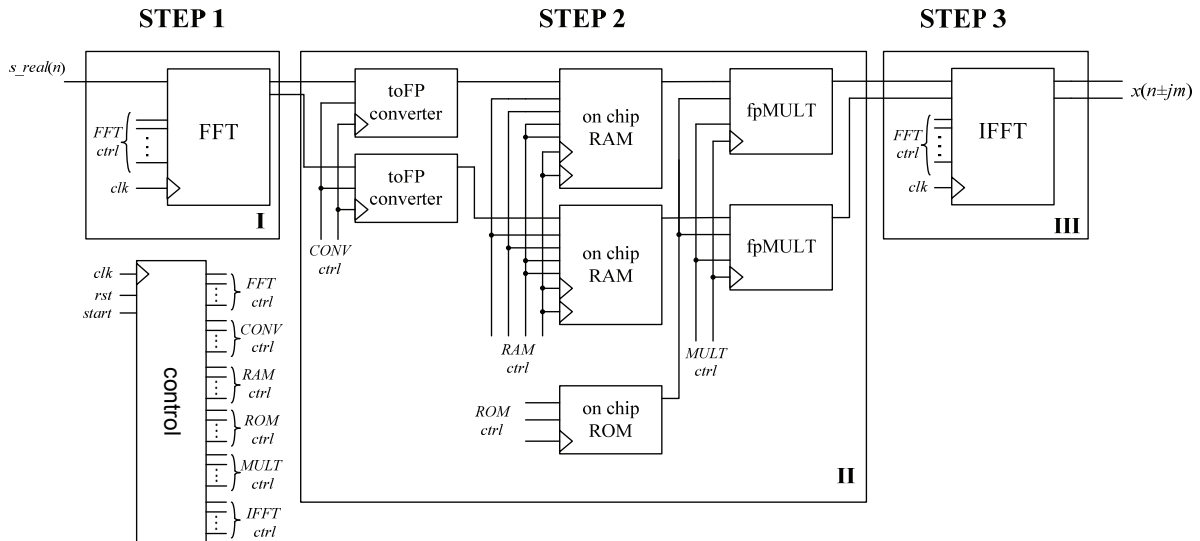 STEP 1
STEP 2
STEP 3
s_real(n)
FFT
ctrl
clk
FFT
I
toFP
converter
toFP
converter
CONV
ctrl
on chip
RAM
on chip
RAM
RAM
ctrl
fpMULT
fpMULT
MULT
ctrl
ROM
ctrl
on chip
ROM
II
FFT
ctrl
clk
IFFT
III
x(n±jm)
clk
rst
start
control
FFT
ctrl
CONV
ctrl
RAM
ctrl
ROM
ctrl
MULT
ctrl
IFFT
ctrl